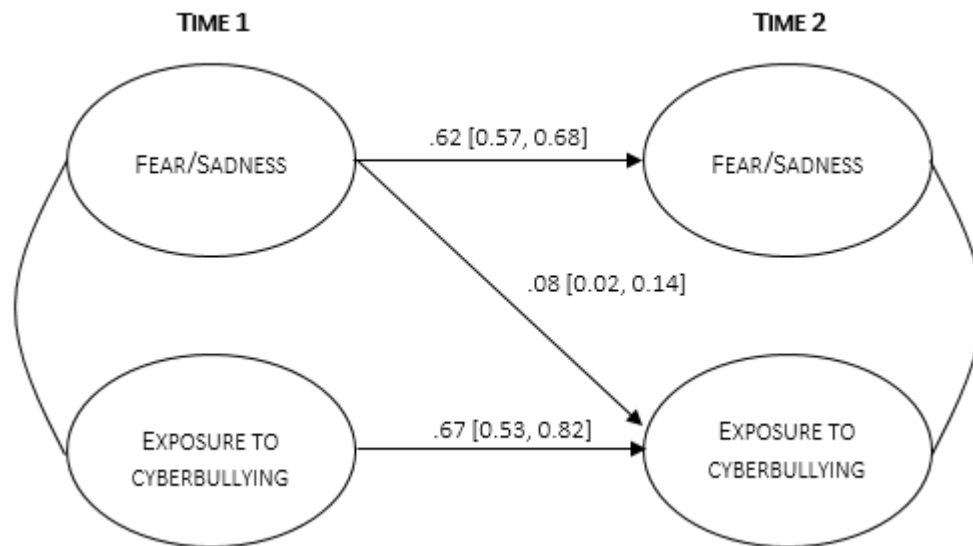 TIME 1
TIME 2
FEAR/SADNESS
.62 [0.57, 0.68]
FEAR/SADNESS
.08 [0.02, 0.14]
EXPOSURE TO
CYBERBULLYING
.67 [0.53, 0.82]
EXPOSURE TO
CYBERBULLYING